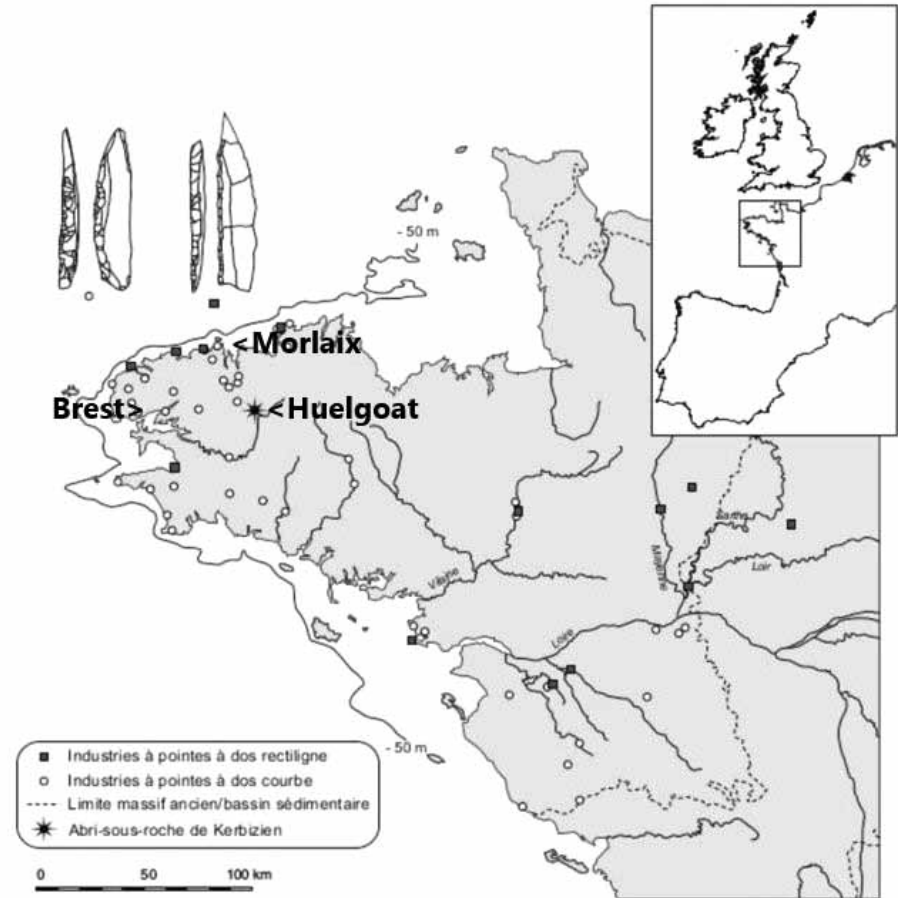 - 50 m
<Morlaix
Brest>
<Huelgoat
Sarthe
Mayenne
Loir
Vilaine
Loire
- 50 m
Industries à pointes à dos rectiligne
Industries à pointes à dos courbe
Limite massif ancien/bassin sédimentaire
Abri-sous-roche de Kerbizien
0 50 100 km